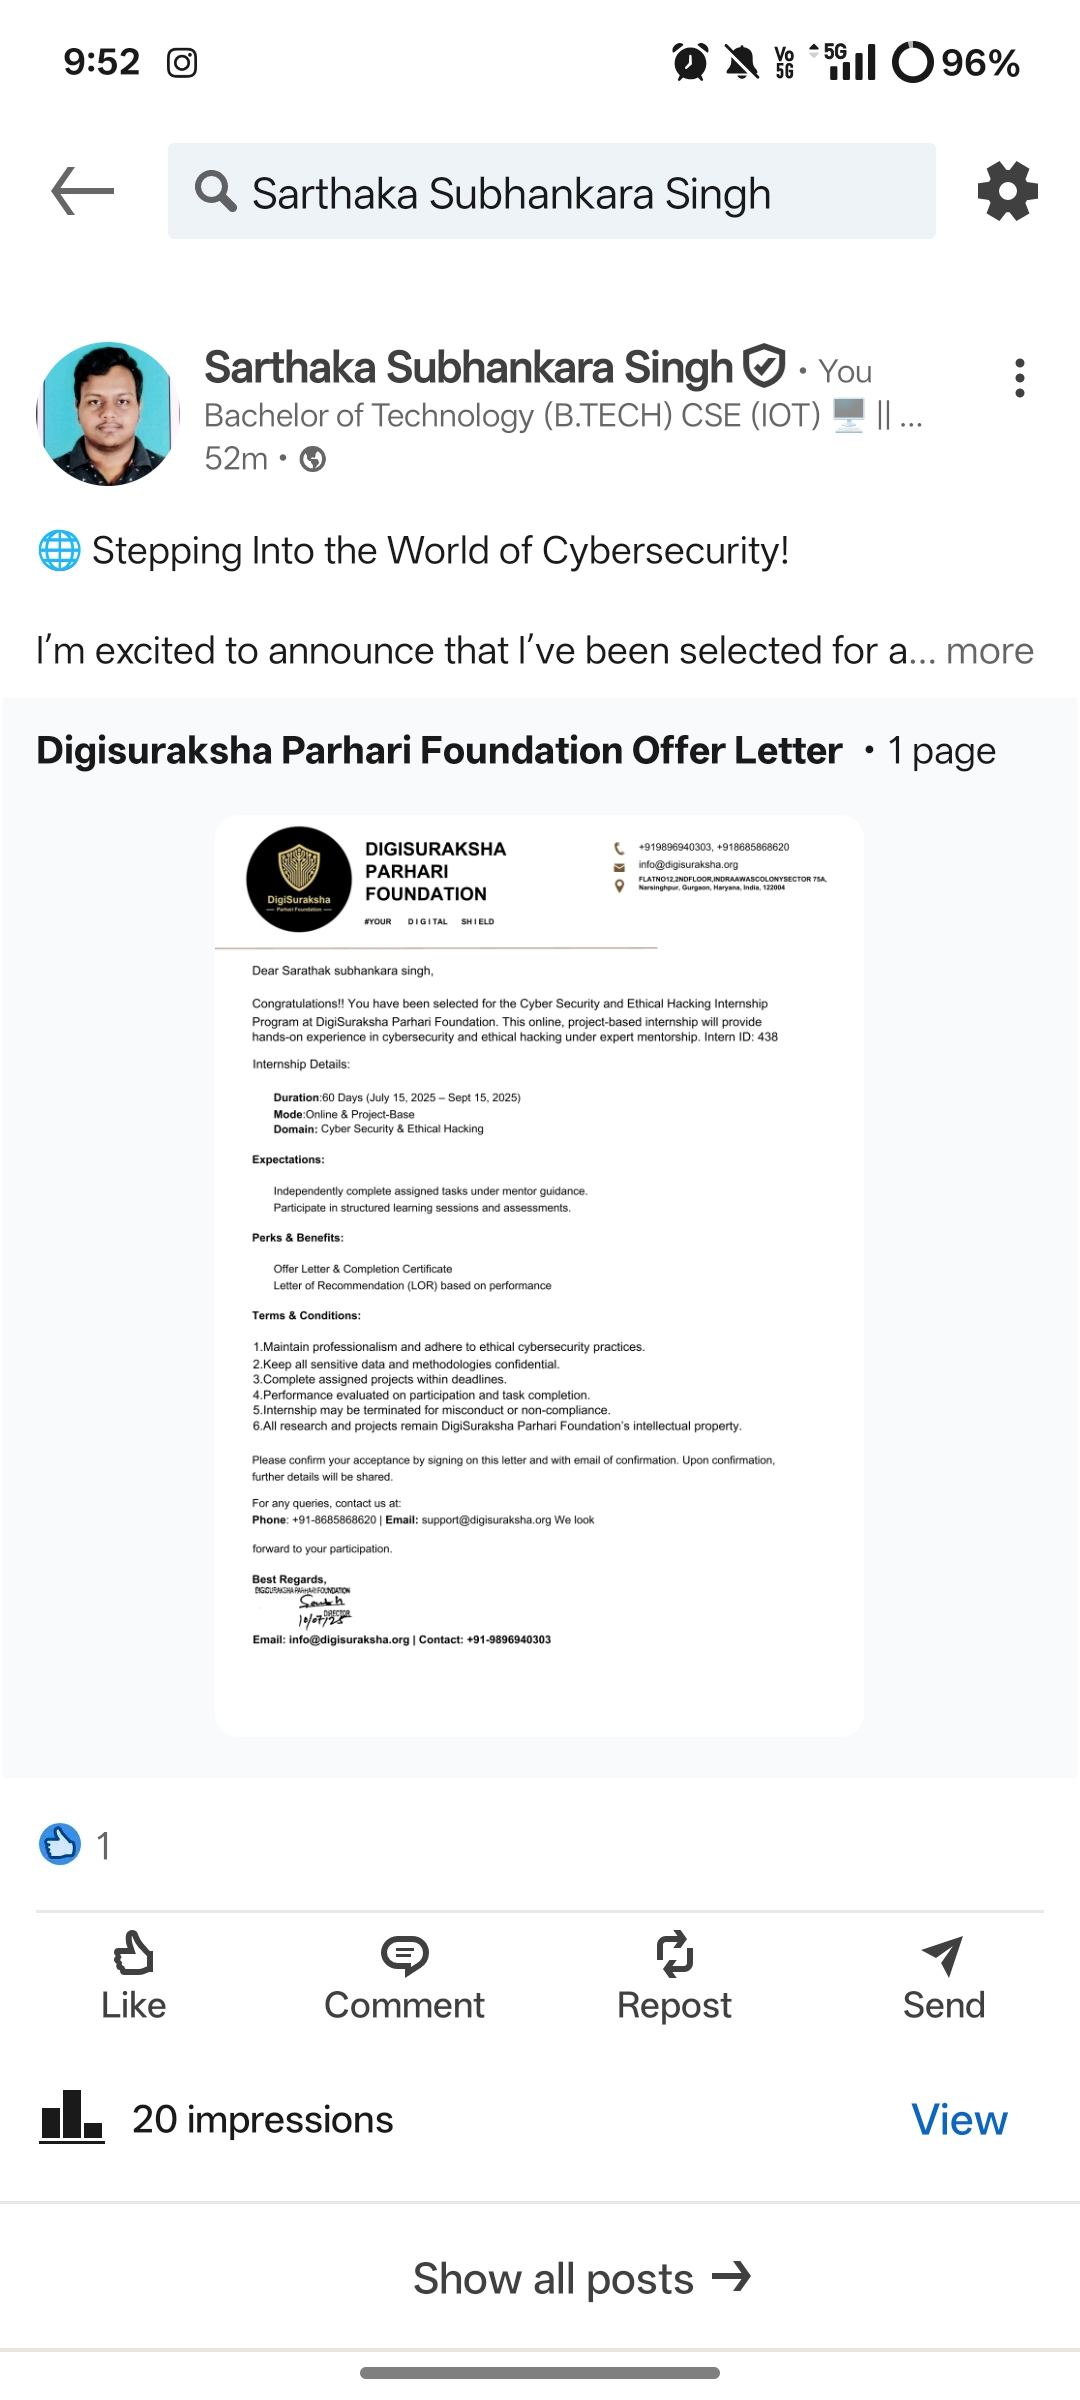 9:52
Vo 5G
5G
96%
Sarthaka Subhankara Singh
Sarthaka Subhankara Singh • You
Bachelor of Technology (B.TECH) CSE (IOT) 🖥️ || ...
52m •
🌐 Stepping Into the World of Cybersecurity!
I’m excited to announce that I’ve been selected for a... more
Digisuraksha Parhari Foundation Offer Letter • 1 page
DigiSuraksha
Parhari Foundation
DIGISURAKSHA
PARHARI
FOUNDATION
#YOUR DIGITAL SHIELD
+919896940303, +918685868620
info@digisuraksha.org
FLATNO12,2NDFLOOR,INDRAAWASCOLONYSECTOR 75A,
Narsinghpur, Gurgaon, Haryana, India, 122004
Dear Sarathak subhankara singh,
Congratulations!! You have been selected for the Cyber Security and Ethical Hacking Internship
Program at DigiSuraksha Parhari Foundation. This online, project-based internship will provide
hands-on experience in cybersecurity and ethical hacking under expert mentorship. Intern ID: 438
Internship Details:
Duration:60 Days (July 15, 2025 – Sept 15, 2025)
Mode:Online & Project-Base
Domain: Cyber Security & Ethical Hacking
Expectations:
Independently complete assigned tasks under mentor guidance.
Participate in structured learning sessions and assessments.
Perks & Benefits:
Offer Letter & Completion Certificate
Letter of Recommendation (LOR) based on performance
Terms & Conditions:
1.Maintain professionalism and adhere to ethical cybersecurity practices.
2.Keep all sensitive data and methodologies confidential.
3.Complete assigned projects within deadlines.
4.Performance evaluated on participation and task completion.
5.Internship may be terminated for misconduct or non-compliance.
6.All research and projects remain DigiSuraksha Parhari Foundation's intellectual property.
Please confirm your acceptance by signing on this letter and with email of confirmation. Upon confirmation,
further details will be shared.
For any queries, contact us at:
Phone: +91-8685868620 | Email: support@digisuraksha.org We look
forward to your participation.
Best Regards,
DIGISURAKSHA PARHARI FOUNDATION
DIRECTOR
10/07/25
Email: info@digisuraksha.org | Contact: +91-9896940303
1
Like
Comment
Repost
Send
20 impressions
View
Show all posts →